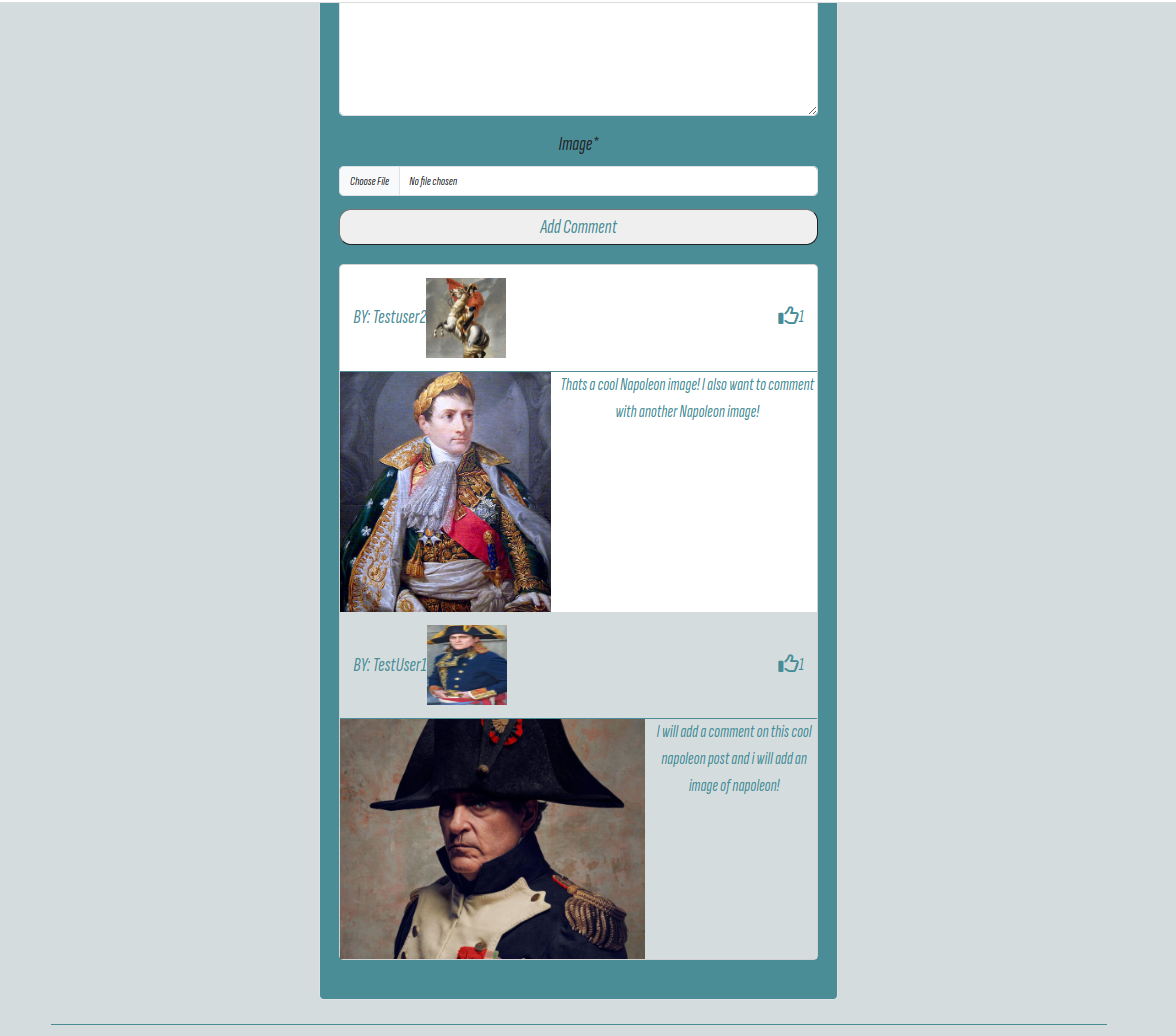 Image*
Choose File No file chosen
Add Comment
BY: Testuser2 1
Thats a cool Napoleon image! I also want to comment
with another Napoleon image!
BY: TestUser1 1
I will add a comment on this cool
napoleon post and i will add an
image of napoleon!